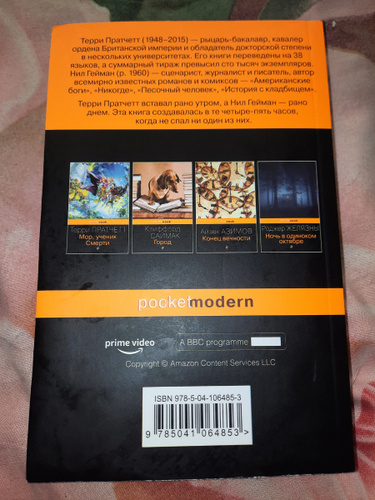 Терри Пратчетт (1948–2015) — рыцарь-бакалавр, кавалер
ордена Британской империи и обладатель докторской степени
в нескольких университетах. Его книги переведены на 38
языков, а суммарный тираж превысил сто тысяч экземпляров.
Нил Гейман (р. 1960) — сценарист, журналист и писатель, автор
всемирно известных романов и комиксов — «Американские
боги», «Никогде», «Песочный человек», «История с кладбищем».
Терри Пратчетт вставал рано утром, а Нил Гейман — рано
днем. Эта книга создавалась в те четыре-пять часов,
когда не спал ни один из них.
Терри ПРАТЧЕТТ
Мор, ученик
Смерти
Клиффорд
САЙМАК
Город
Айзек АЗИМОВ
Конец вечности
Роджер ЖЕЛЯЗНЫ
Ночь в одиноком
октябре
pocketmodern
prime video
A BBC programme
Copyright © Amazon Content Services LLC
ISBN 978-5-04-106485-3
9 785041 064853 >